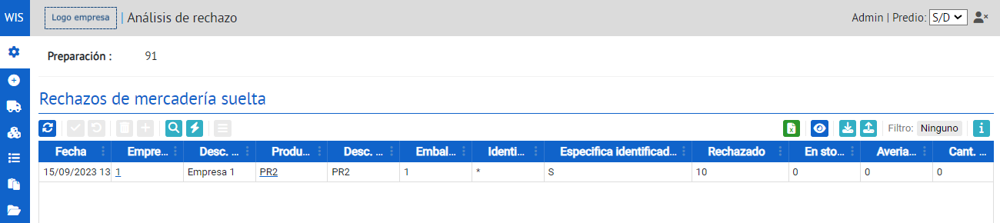 WIS Logo empresa | Análisis de rechazo Admin | Predio: S/D
Preparación : 91
Rechazos de mercadería suelta
Filtro: Ninguno
Fecha Empre... Desc. ... Produ... Desc. ... Embal... Identi... Especifica identificad... Rechazado En sto... Averia... Cant. ...
15/09/2023 13 1 Empresa 1 PR2 PR2 1 * S 10 0 0 0